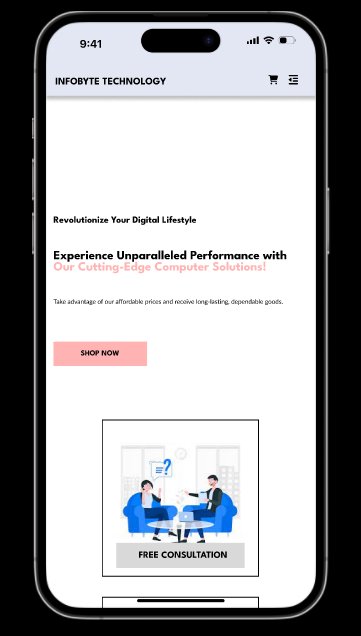 9:41
INFOBYTE TECHNOLOGY
Revolutionize Your Digital Lifestyle
Experience Unparalleled Performance with
Our Cutting-Edge Computer Solutions!
Take advantage of our affordable prices and receive long-lasting, dependable goods.
SHOP NOW
?
FREE CONSULTATION